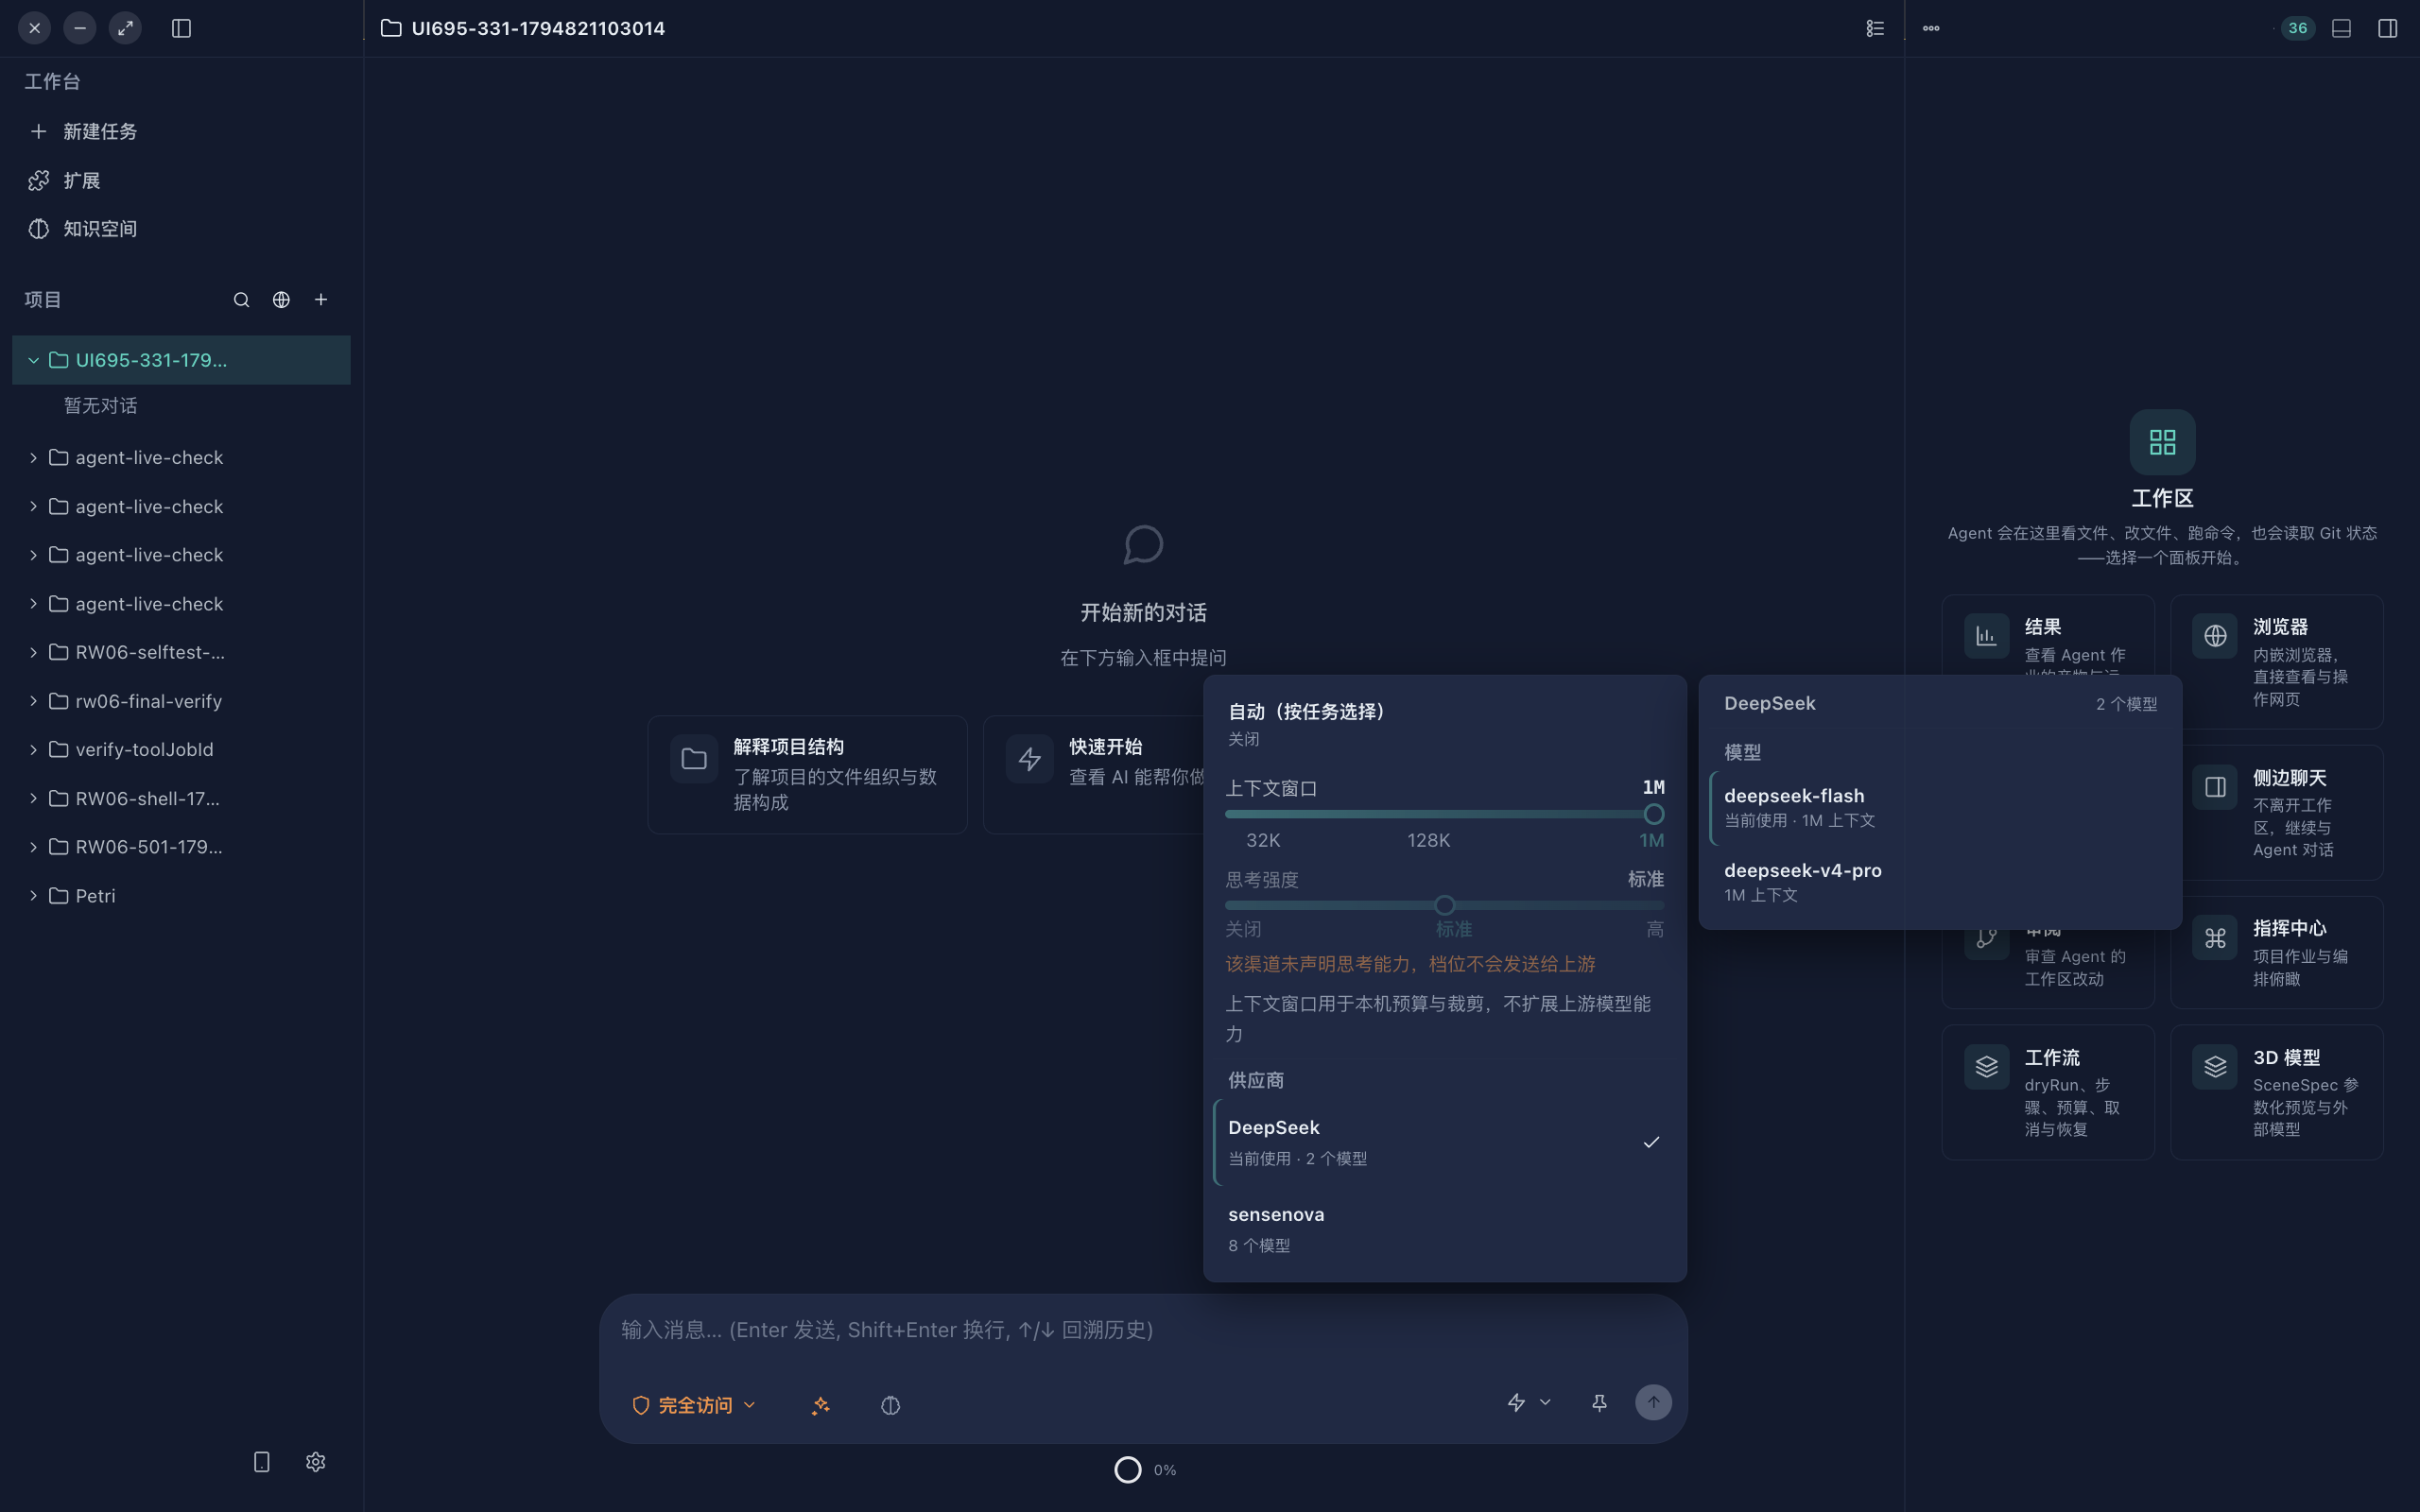 UI695-331-1794821103014
36
工作台
新建任务
扩展
知识空间
项目
UI695-331-179...
暂无对话
agent-live-check
agent-live-check
agent-live-check
agent-live-check
RW06-selftest-...
rw06-final-verify
verify-toolJobId
RW06-shell-17...
RW06-501-179...
Petri
开始新的对话
在下方输入框中提问
解释项目结构
了解项目的文件组织与数
据构成
快速开始
查看 AI 能帮你做
自动（按任务选择）
关闭
上下文窗口 1M
32K 128K 1M
思考强度 标准
关闭 标准 高
该渠道未声明思考能力，档位不会发送给上游
上下文窗口用于本机预算与裁剪，不扩展上游模型能
力
供应商
DeepSeek
当前使用 · 2 个模型
sensenova
8 个模型
DeepSeek 2 个模型
模型
deepseek-flash
当前使用 · 1M 上下文
deepseek-v4-pro
1M 上下文
输入消息... (Enter 发送, Shift+Enter 换行, ↑/↓ 回溯历史)
完全访问
0%
工作区
Agent 会在这里看文件、改文件、跑命令，也会读取 Git 状态
——选择一个面板开始。
结果
查看 Agent 作
浏览器
内嵌浏览器，
直接查看与操
作网页
侧边聊天
不离开工作
区，继续与
Agent 对话
审查 Agent 的
工作区改动
指挥中心
项目作业与编
排俯瞰
工作流
dryRun、步
骤、预算、取
消与恢复
3D 模型
SceneSpec 参
数化预览与外
部模型